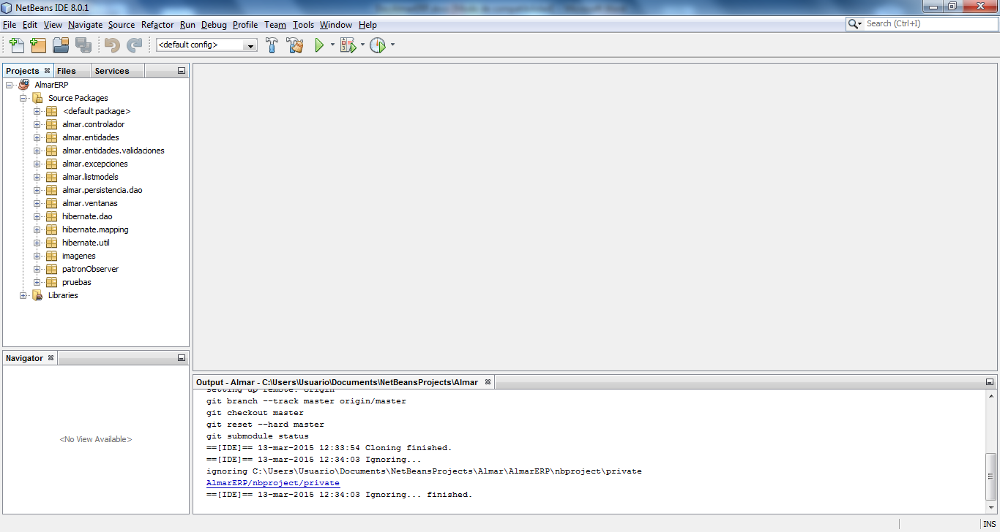 NetBeans IDE 8.0.1
File Edit View Navigate Source Refactor Run Debug Profile Team Tools Window Help
Search (Ctrl+I)
<default config>
Projects Files Services
AlmarERP
Source Packages
<default package>
almar.controlador
almar.entidades
almar.entidades.validaciones
almar.excepciones
almar.listmodels
almar.persistencia.dao
almar.ventanas
hibernate.dao
hibernate.mapping
hibernate.util
imagenes
patronObserver
pruebas
Libraries
Navigator
<No View Available>
Output - Almar - C:\Users\Usuario\Documents\NetBeansProjects\Almar
setting up remote: origin
git branch --track master origin/master
git checkout master
git reset --hard master
git submodule status
==[IDE]== 13-mar-2015 12:33:54 Cloning finished.
==[IDE]== 13-mar-2015 12:34:03 Ignoring...
ignoring C:\Users\Usuario\Documents\NetBeansProjects\Almar\AlmarERP\nbproject\private
AlmarERP/nbproject/private
==[IDE]== 13-mar-2015 12:34:03 Ignoring... finished.
INS